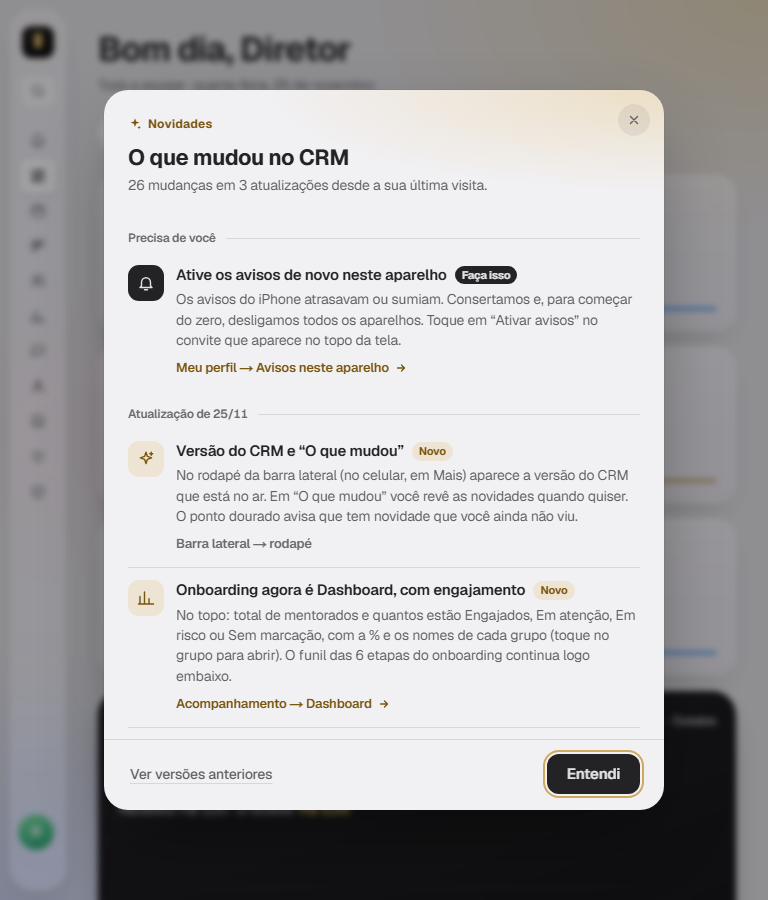 Bom dia, Diretor
Novidades
O que mudou no CRM
26 mudanças em 3 atualizações desde a sua última visita.
Precisa de você
Ative os avisos de novo neste aparelho Faça isso
Os avisos do iPhone atrasavam ou sumiam. Consertamos e, para começar
do zero, desligamos todos os aparelhos. Toque em “Ativar avisos” no
convite que aparece no topo da tela.
Meu perfil → Avisos neste aparelho →
Atualização de 25/11
Versão do CRM e “O que mudou” Novo
No rodapé da barra lateral (no celular, em Mais) aparece a versão do CRM
que está no ar. Em “O que mudou” você revê as novidades quando quiser.
O ponto dourado avisa que tem novidade que você ainda não viu.
Barra lateral → rodapé
Onboarding agora é Dashboard, com engajamento Novo
No topo: total de mentorados e quantos estão Engajados, Em atenção, Em
risco ou Sem marcação, com a % e os nomes de cada grupo (toque no
grupo para abrir). O funil das 6 etapas do onboarding continua logo
embaixo.
Acompanhamento → Dashboard →
Ver versões anteriores
Entendi